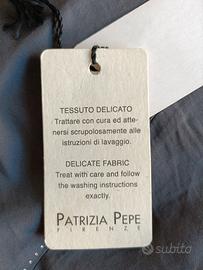 TESSUTO DELICATO
Trattare con cura ed atte-
nersi scrupolosamente alle
istruzioni di lavaggio.
DELICATE FABRIC
Treat with care and follow
the washing instructions
exactly.
PATRIZIA PEPE
FIRENZE
subito